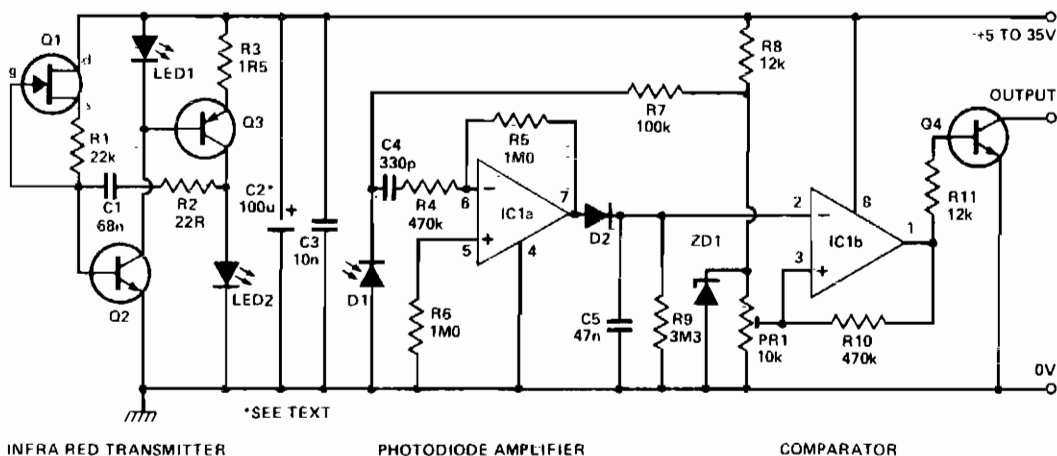 Q1
g
d
s
LED1
R3
1R5
Q3
R1
22k
C1
68n
R2
22R
Q2
LED2
C2*
100u
+
C3
10n
*SEE TEXT
C4
330p
R4
470k
D1
R5
1M0
6
−
IC1a
7
5
+
4
R6
1M0
D2
R7
100k
R8
12k
C5
47n
R9
3M3
ZD1
PR1
10k
2
−
3
+
IC1b
8
1
R10
470k
R11
12k
Q4
+5 TO 35V
OUTPUT
0V
INFRA RED TRANSMITTER
PHOTODIODE AMPLIFIER
COMPARATOR